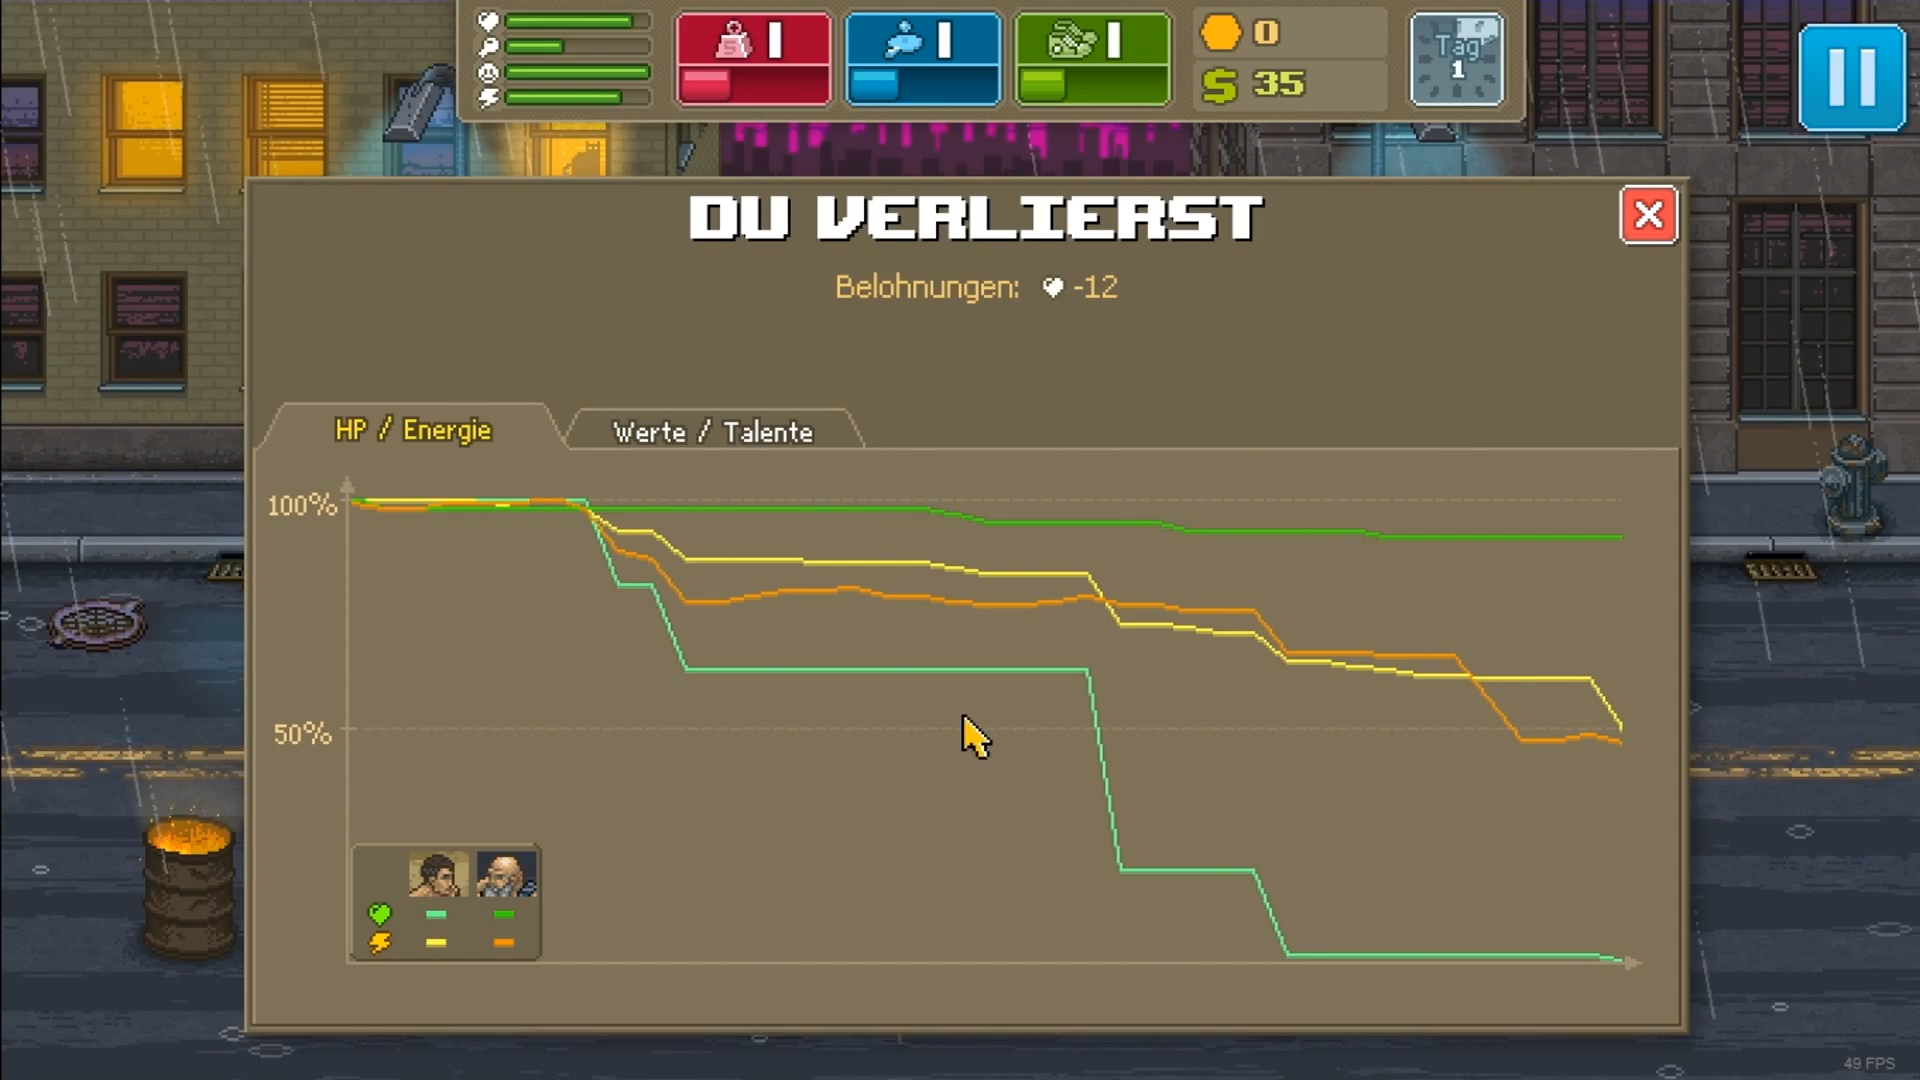 0
35
Tag
1
DU VERLIERST
Belohnungen: -12
HP / Energie
Werte / Talente
100%
50%
49 FPS